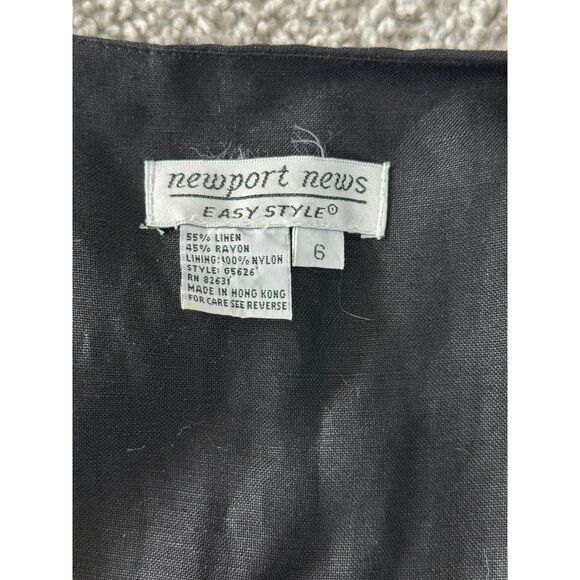 newport news
EASY STYLE®
55% LINEN
45% RAYON
LINING: 100% NYLON
STYLE: G5626
RN 82631
MADE IN HONG KONG
FOR CARE SEE REVERSE
6